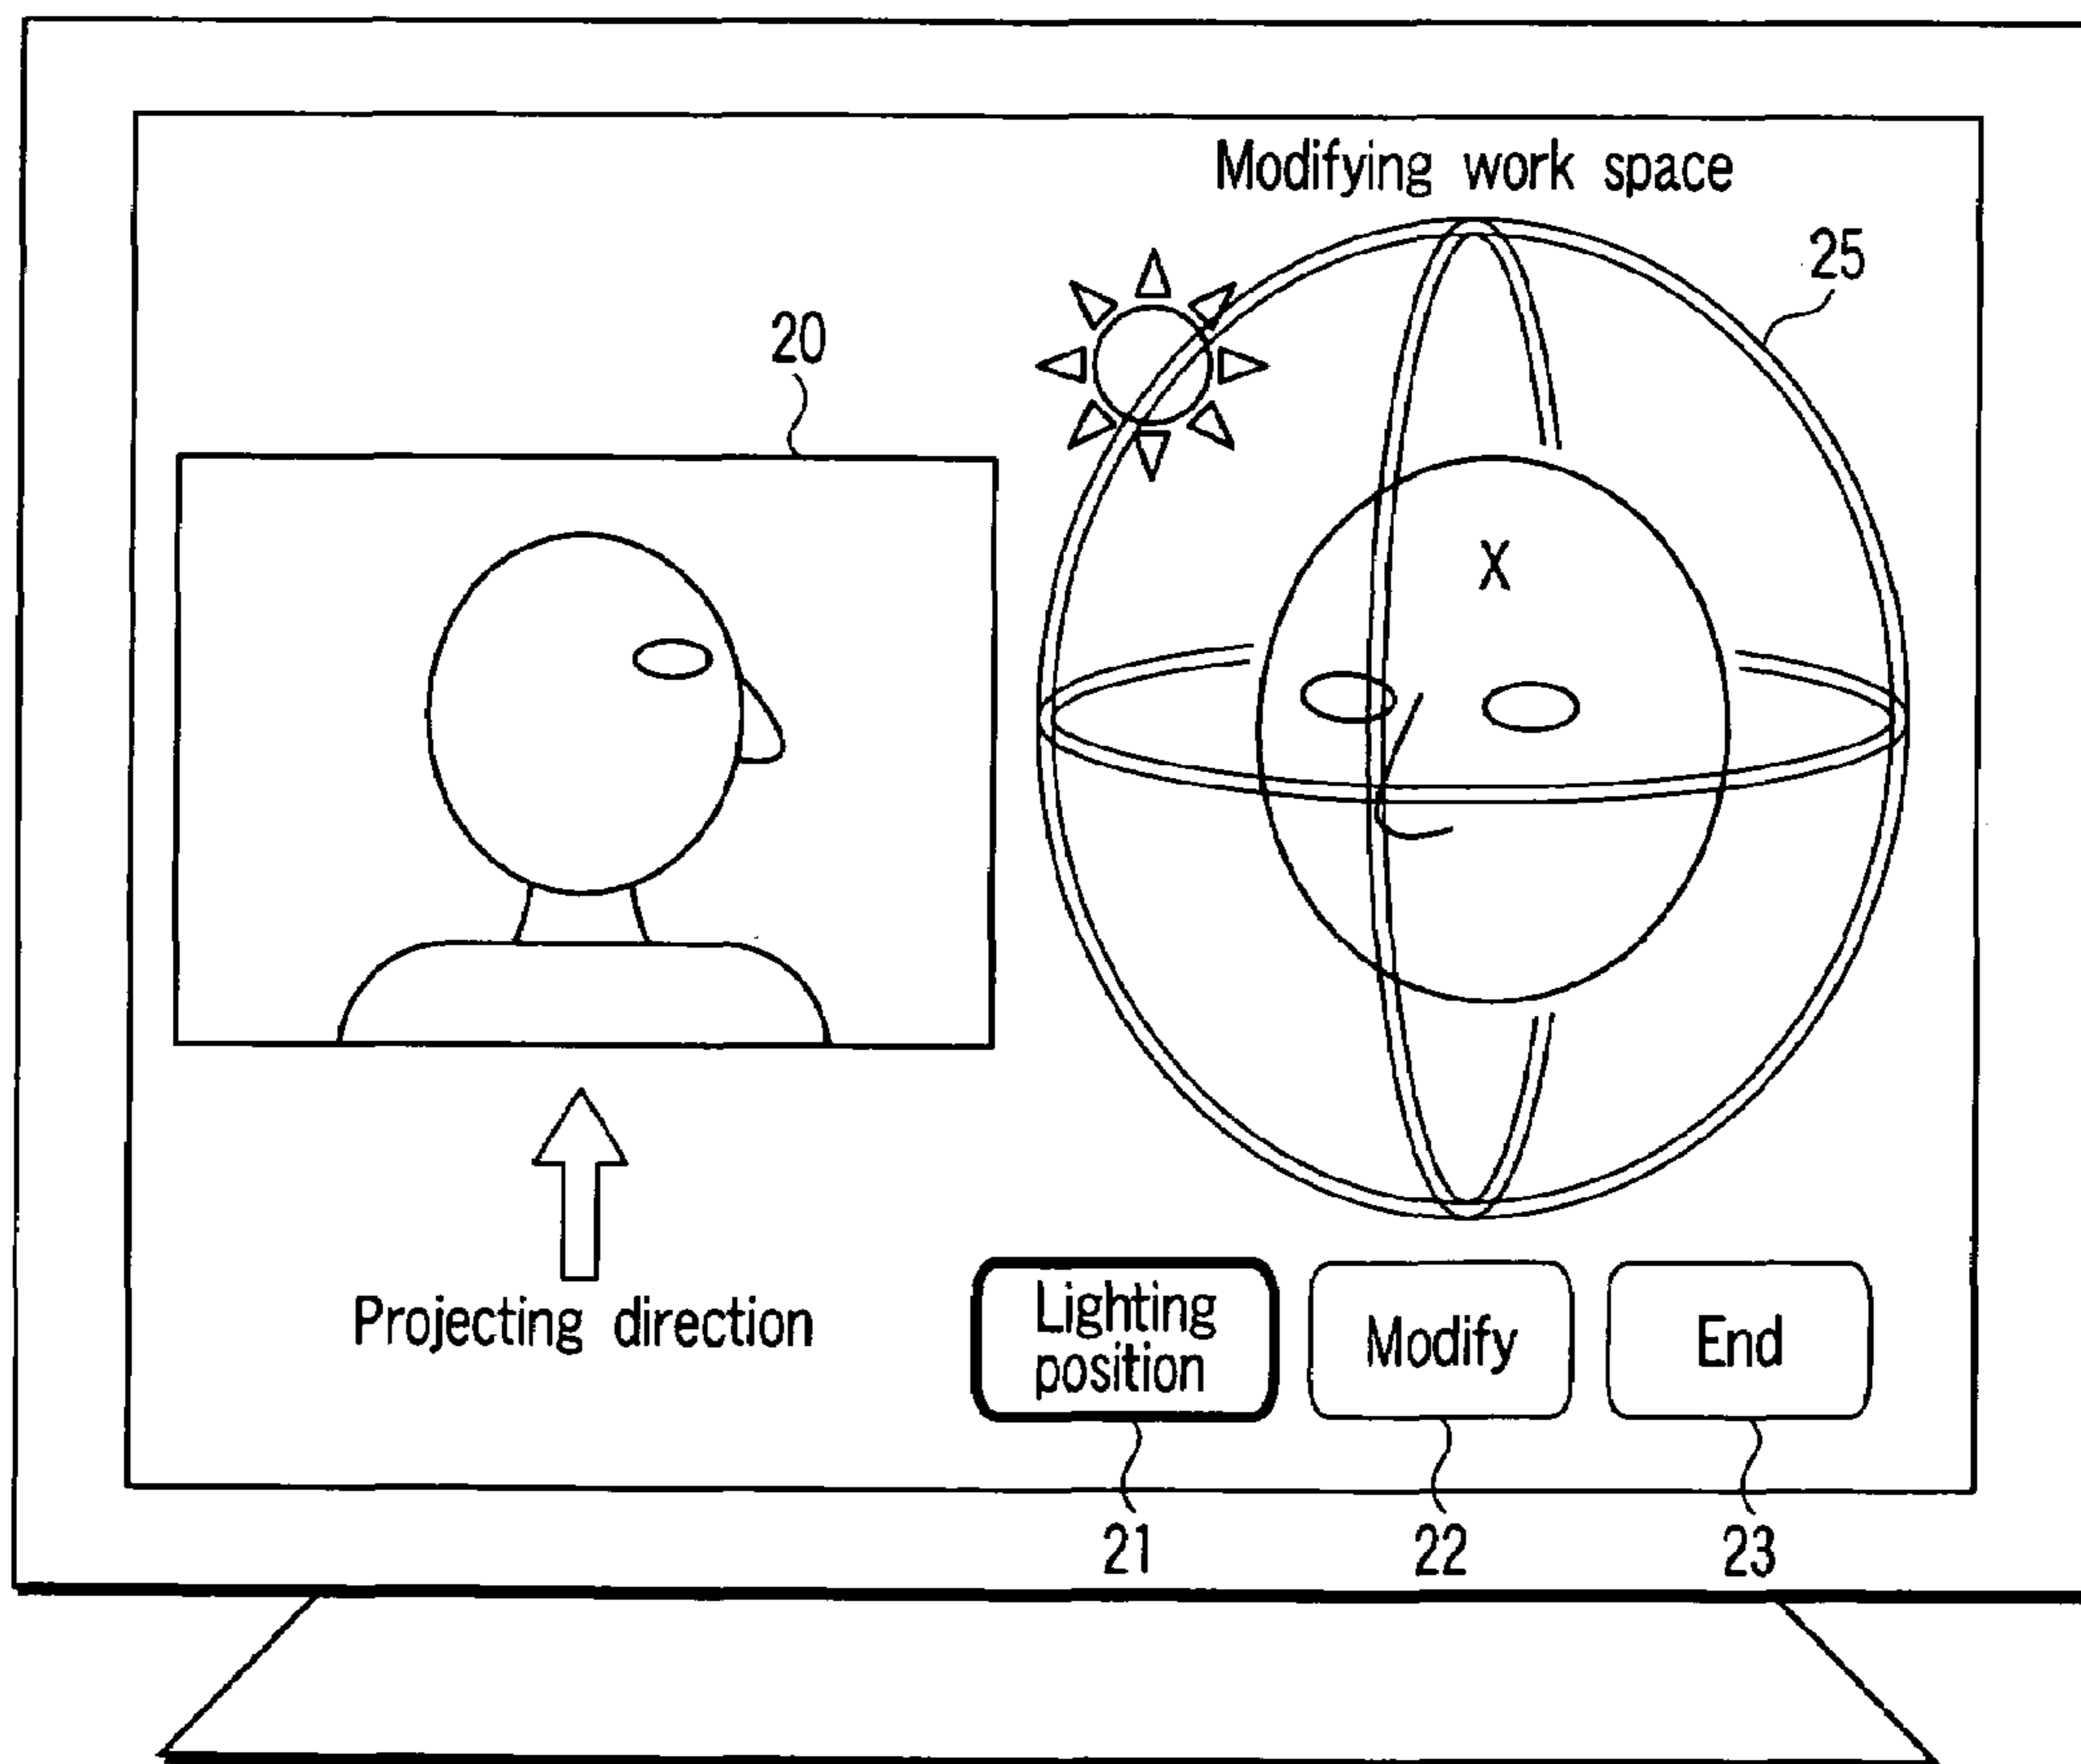 Modifying work space
25
20
X
Projecting direction
Lighting
position
Modify
End
21
22
23